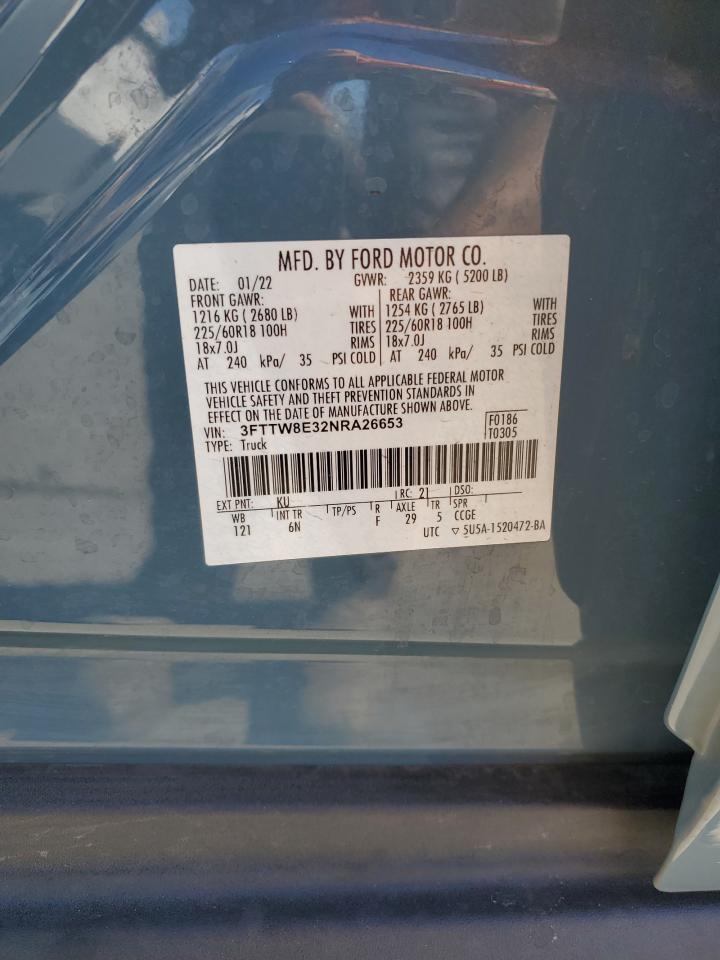 MFD. BY FORD MOTOR CO.
DATE: 01/22 GVWR: 2359 KG ( 5200 LB)
FRONT GAWR: REAR GAWR:
1216 KG ( 2680 LB) WITH 1254 KG ( 2765 LB) WITH
225/60R18 100H TIRES 225/60R18 100H TIRES
18x7.0J RIMS 18x7.0J RIMS
AT 240 kPa/ 35 PSI COLD AT 240 kPa/ 35 PSI COLD
THIS VEHICLE CONFORMS TO ALL APPLICABLE FEDERAL MOTOR
VEHICLE SAFETY AND THEFT PREVENTION STANDARDS IN
EFFECT ON THE DATE OF MANUFACTURE SHOWN ABOVE.
VIN: 3FTTW8E32NRA26653 F0186
TYPE: Truck T0305
EXT PNT: KU RC: 21 DSO:
WB INT TR TP/PS R AXLE TR SPR
121 6N F 29 5 CCGE
UTC ▽ 5U5A-1520472-BA